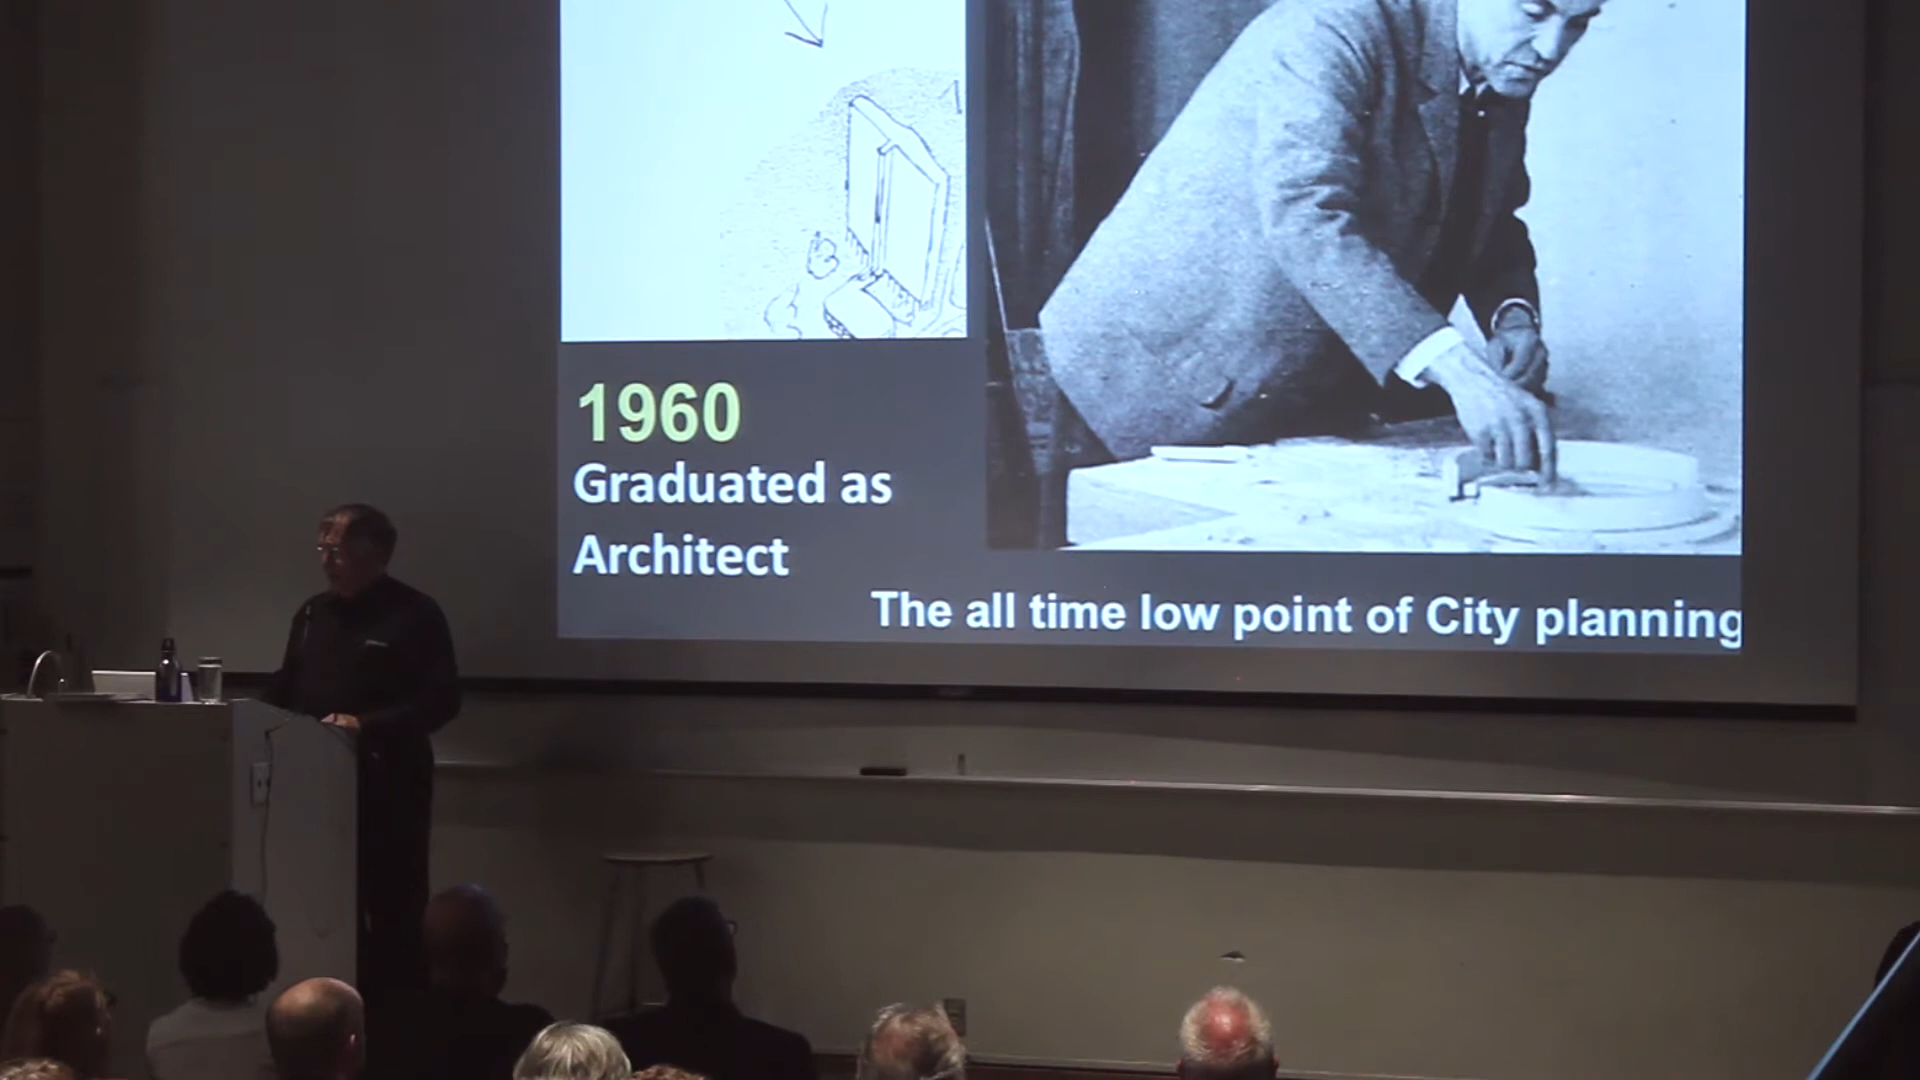 1960
Graduated as
Architect
The all time low point of City planning